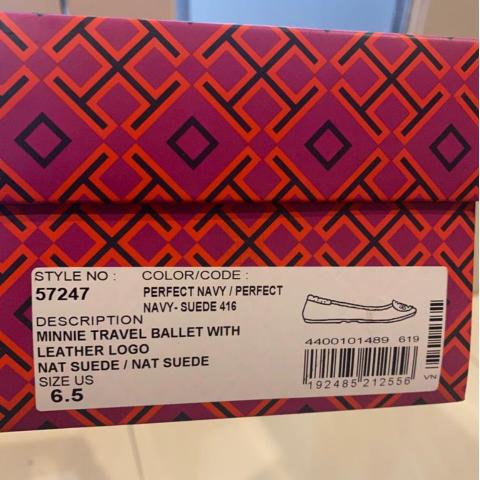 STYLE NO : COLOR/CODE :
57247 PERFECT NAVY / PERFECT
NAVY- SUEDE 416
DESCRIPTION
MINNIE TRAVEL BALLET WITH
LEATHER LOGO
NAT SUEDE / NAT SUEDE
SIZE US
6.5
4400101489 619
192485 212556
VN